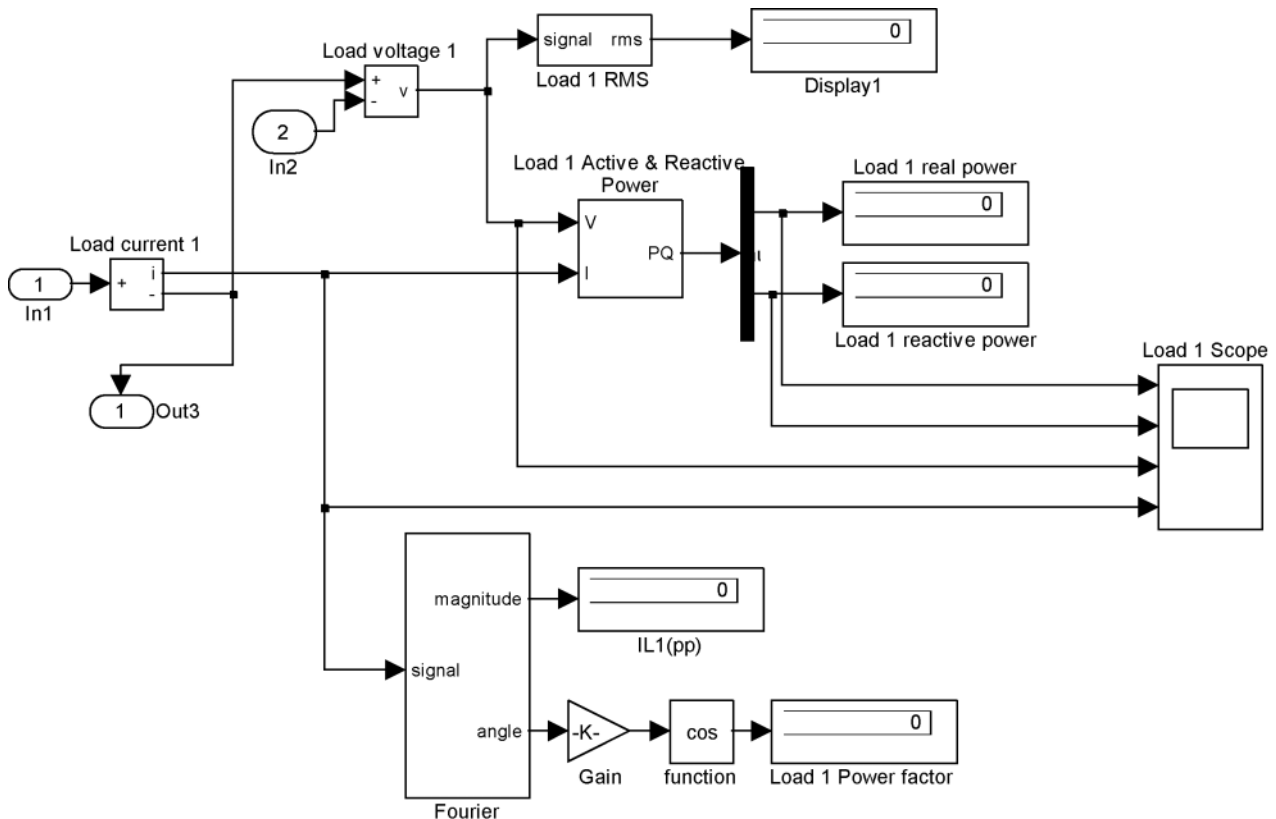 signal rms
Load 1 RMS
0
Display1
Load voltage 1
+
-
v
2
In2
Load 1 Active & Reactive
Power
V
I
PQ
Load 1 real power
0
0
Load 1 reactive power
Load current 1
+
i
-
1
In1
1
Out3
Load 1 Scope
signal
magnitude
angle
Fourier
0
IL1(pp)
-K-
Gain
cos
function
0
Load 1 Power factor